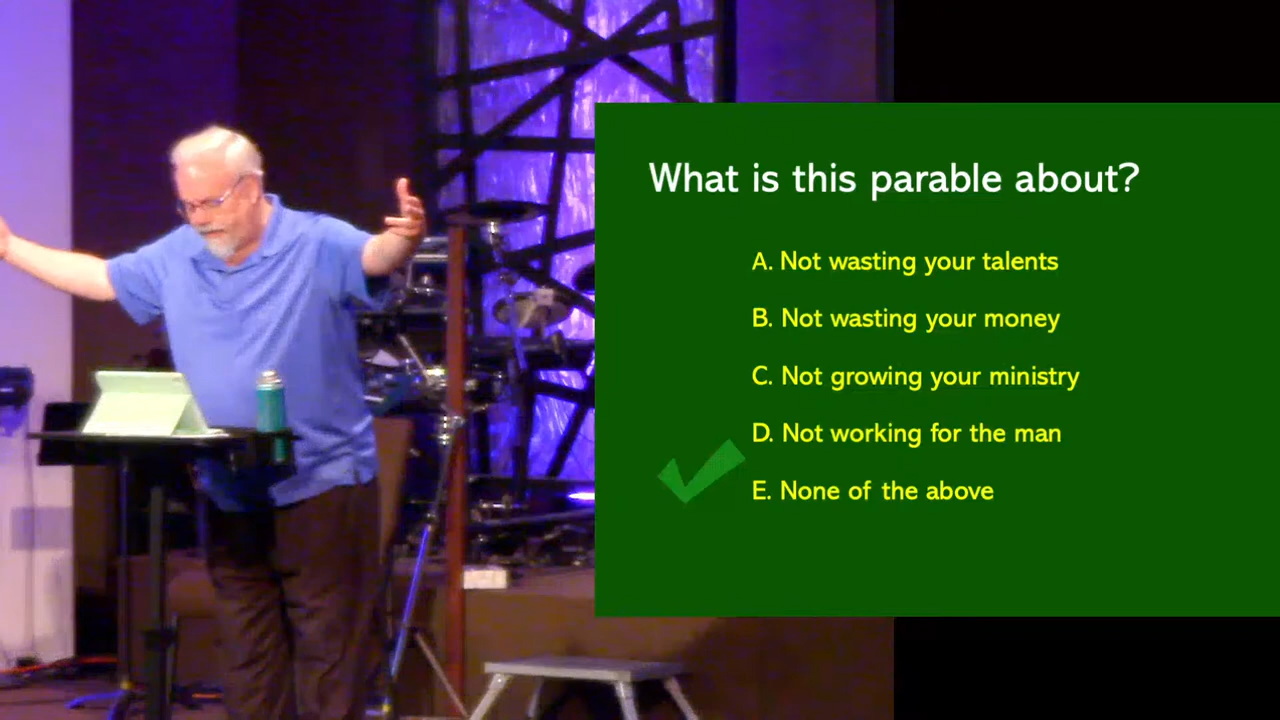 What is this parable about?
A. Not wasting your talents
B. Not wasting your money
C. Not growing your ministry
D. Not working for the man
E. None of the above